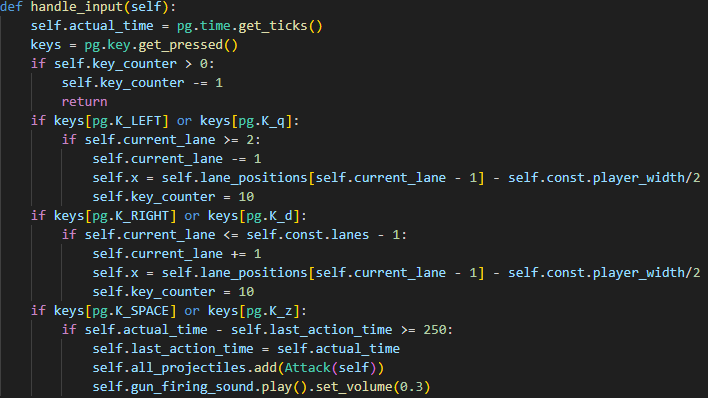 def handle_input(self):
    self.actual_time = pg.time.get_ticks()
    keys = pg.key.get_pressed()
    if self.key_counter > 0:
        self.key_counter -= 1
        return
    if keys[pg.K_LEFT] or keys[pg.K_q]:
        if self.current_lane >= 2:
            self.current_lane -= 1
            self.x = self.lane_positions[self.current_lane - 1] - self.const.player_width/2
            self.key_counter = 10
    if keys[pg.K_RIGHT] or keys[pg.K_d]:
        if self.current_lane <= self.const.lanes - 1:
            self.current_lane += 1
            self.x = self.lane_positions[self.current_lane - 1] - self.const.player_width/2
            self.key_counter = 10
    if keys[pg.K_SPACE] or keys[pg.K_z]:
        if self.actual_time - self.last_action_time >= 250:
            self.last_action_time = self.actual_time
            self.all_projectiles.add(Attack(self))
            self.gun_firing_sound.play().set_volume(0.3)